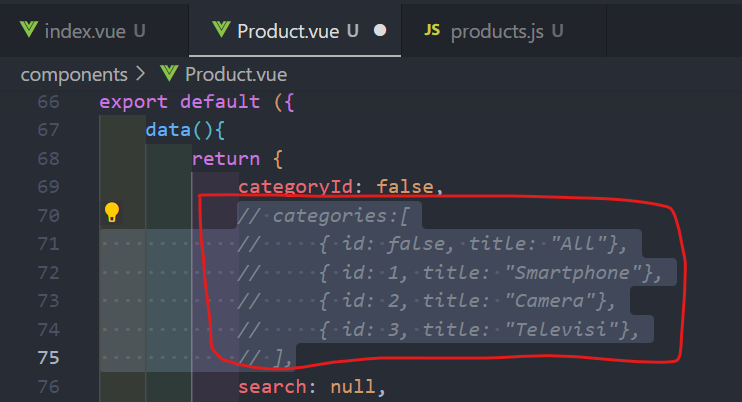 index.vue U Product.vue U JS products.js U
components > Product.vue
66 export default ({
67 data(){
68 return {
69 categoryId: false,
70 // categories:[
71 // { id: false, title: "All"},
72 // { id: 1, title: "Smartphone"},
73 // { id: 2, title: "Camera"},
74 // { id: 3, title: "Televisi"},
75 // ],
76 search: null,